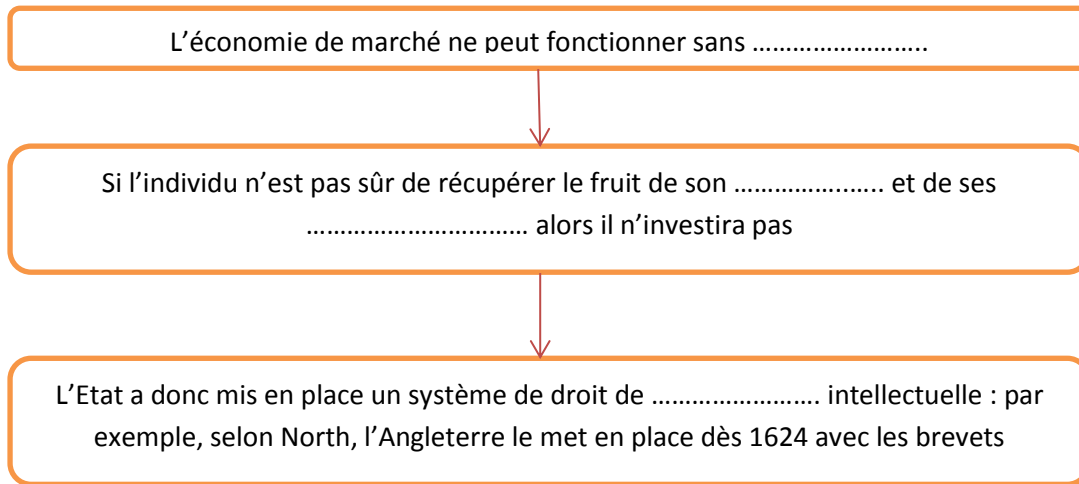 L’économie de marché ne peut fonctionner sans ……………………..
Si l’individu n’est pas sûr de récupérer le fruit de son ……………..…….. et de ses
…………………………… alors il n’investira pas
L’Etat a donc mis en place un système de droit de ……………………. intellectuelle : par
exemple, selon North, l’Angleterre le met en place dès 1624 avec les brevets